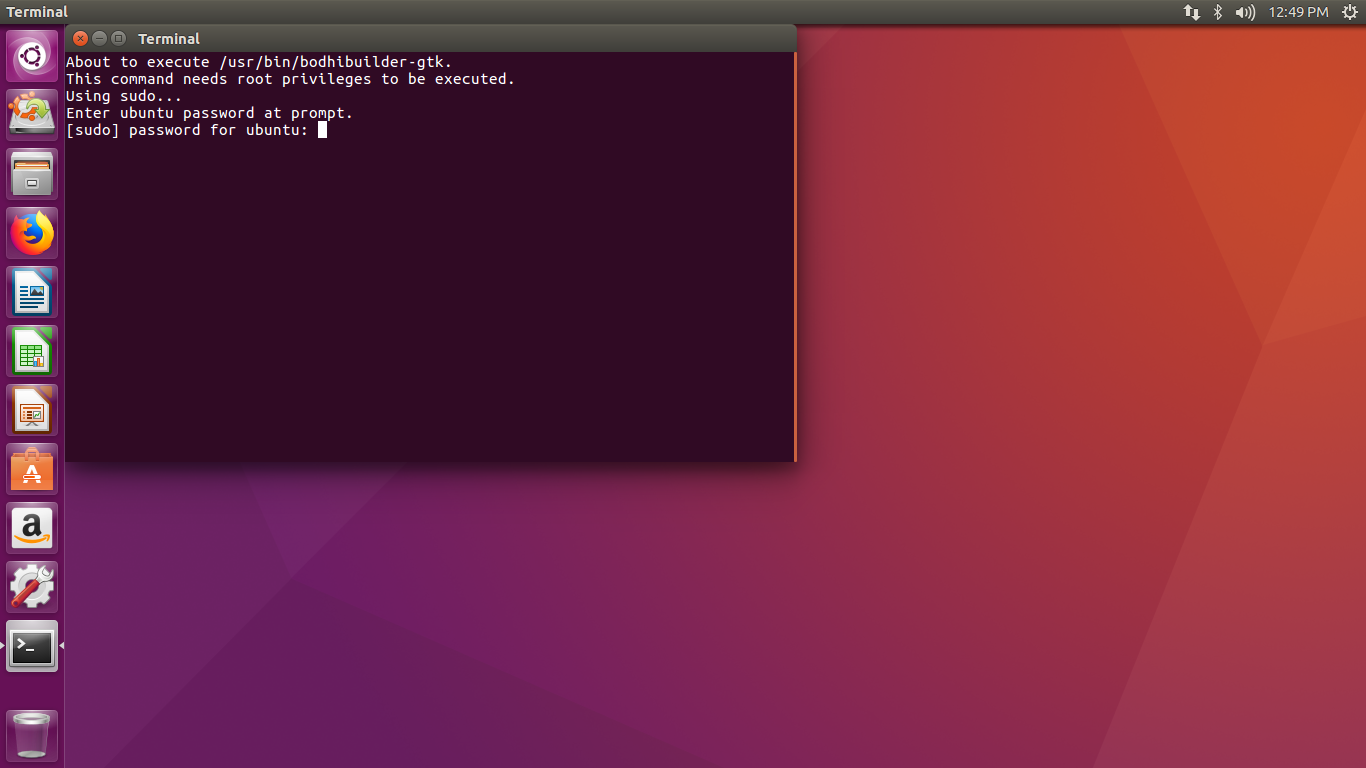 Terminal
12:49 PM
Terminal
About to execute /usr/bin/bodhibuilder-gtk.
This command needs root privileges to be executed.
Using sudo...
Enter ubuntu password at prompt.
[sudo] password for ubuntu:
A
a
>_